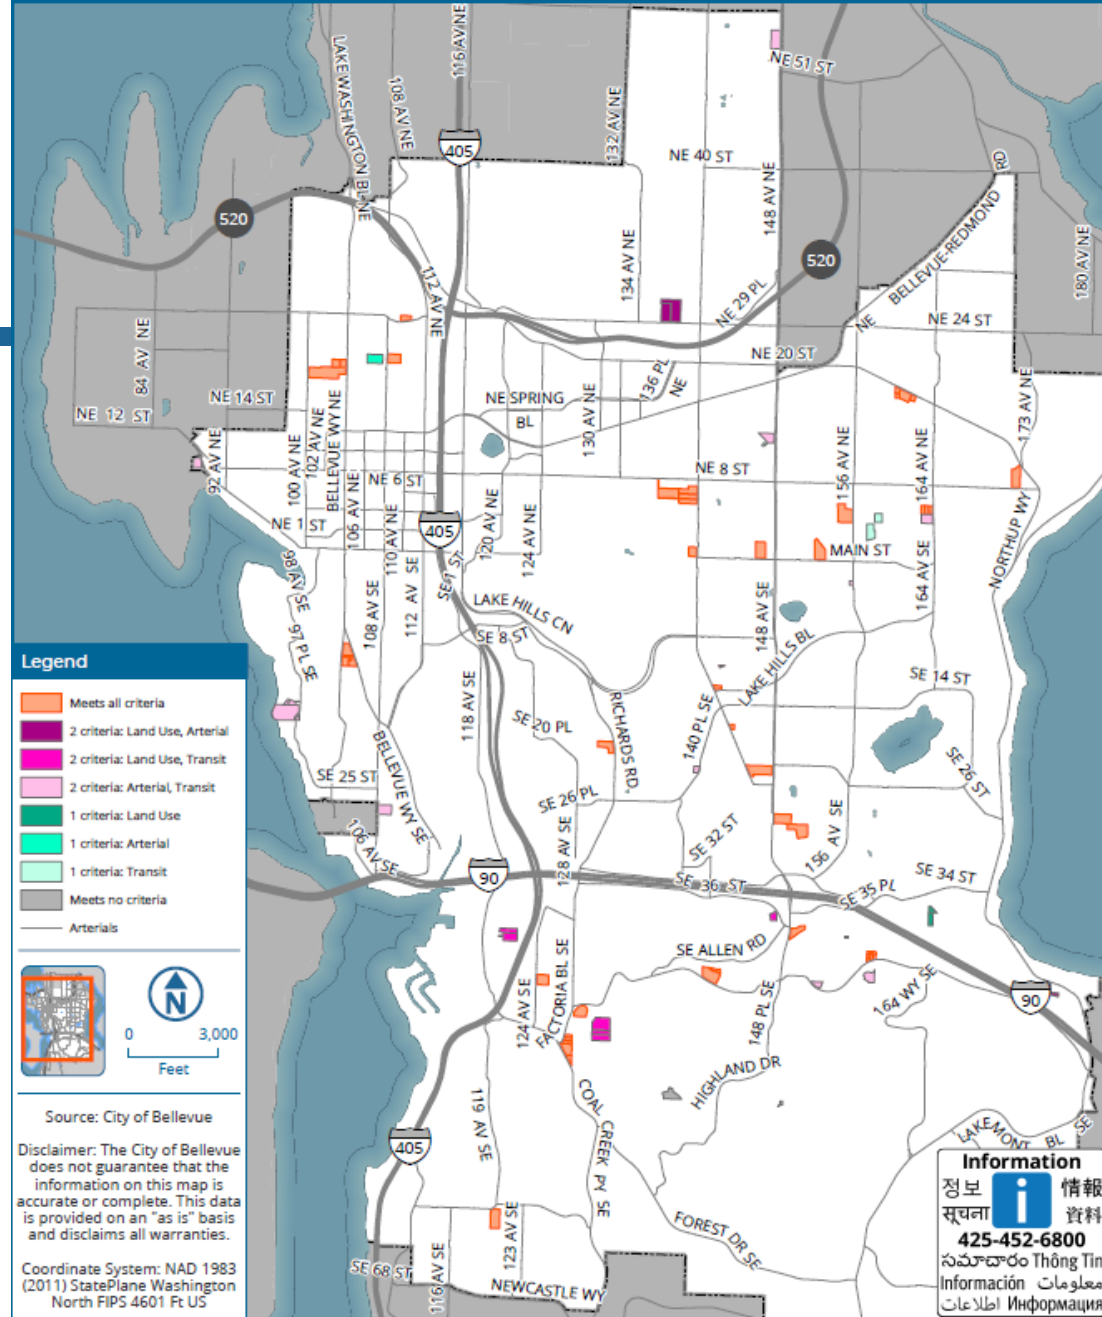 116 AV NE
LAKE WASHINGTON BL NE
108 AV NE
NE 51 ST
132 AV NE
405
NE 40 ST
148 AV NE
RD
520
BELLEVUE-REDMOND
180 AV NE
134 AV NE
520
112 AV NE
NE 29 PL
NE
NE 24 ST
84 AV NE
NE 20 ST
136 PL
NE
NE 14 ST
NE 12 ST
NE SPRING
BL
130 AV NE
173 AV NE
92 AV NE
100 AV NE
102 AV NE
BELLEVUE WY NE
NE 6 ST
NE 8 ST
156 AV NE
164 AV NE
106 AV NE
110 AV NE
NE 1 ST
405
120 AV NE
124 AV NE
MAIN ST
NORTHUP WY
98 AV SE
97 PL SE
108 AV SE
112 AV SE
SE 1 ST
LAKE HILLS CN
SE 8 ST
148 AV SE
164 AV SE
LAKE HILLS BL
SE 14 ST
118 AV SE
SE 20 PL
RICHARDS RD
140 PL SE
BELLEVUE WY SE
SE 25 ST
SE 26 ST
SE 26 PL
106 AV SE
128 AV SE
SE 32 ST
156 AV SE
90
SE 36 ST
SE 35 PL
SE 34 ST
SE ALLEN RD
124 AV SE
FACTORIA BL SE
148 PL SE
164 WY SE
90
HIGHLAND DR
119 AV SE
COAL CREEK PY SE
405
LAKEMONT BL SE
123 AV SE
FOREST DR SE
SE 68 ST
116 AV SE
NEWCASTLE WY
Legend
Meets all criteria
2 criteria: Land Use, Arterial
2 criteria: Land Use, Transit
2 criteria: Arterial, Transit
1 criteria: Land Use
1 criteria: Arterial
1 criteria: Transit
Meets no criteria
Arterials
N
0 3,000
Feet
Source: City of Bellevue
Disclaimer: The City of Bellevue
does not guarantee that the
information on this map is
accurate or complete. This data
is provided on an "as is" basis
and disclaims all warranties.
Coordinate System: NAD 1983
(2011) StatePlane Washington
North FIPS 4601 Ft US
Information
정보 i 情報
सूचना 資料
425-452-6800
సమాచారం Thông Tin
Información معلومات
اطلاعات Информация